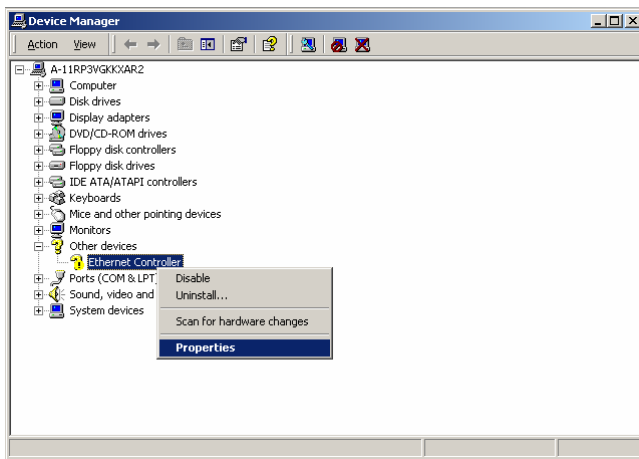 Device Manager
Action View
A-11RP3VGKKXAR2
Computer
Disk drives
Display adapters
DVD/CD-ROM drives
Floppy disk controllers
Floppy disk drives
IDE ATA/ATAPI controllers
Keyboards
Mice and other pointing devices
Monitors
Other devices
Ethernet Controller
Ports (COM & LPT)
Sound, video and
System devices
Disable
Uninstall...
Scan for hardware changes
Properties